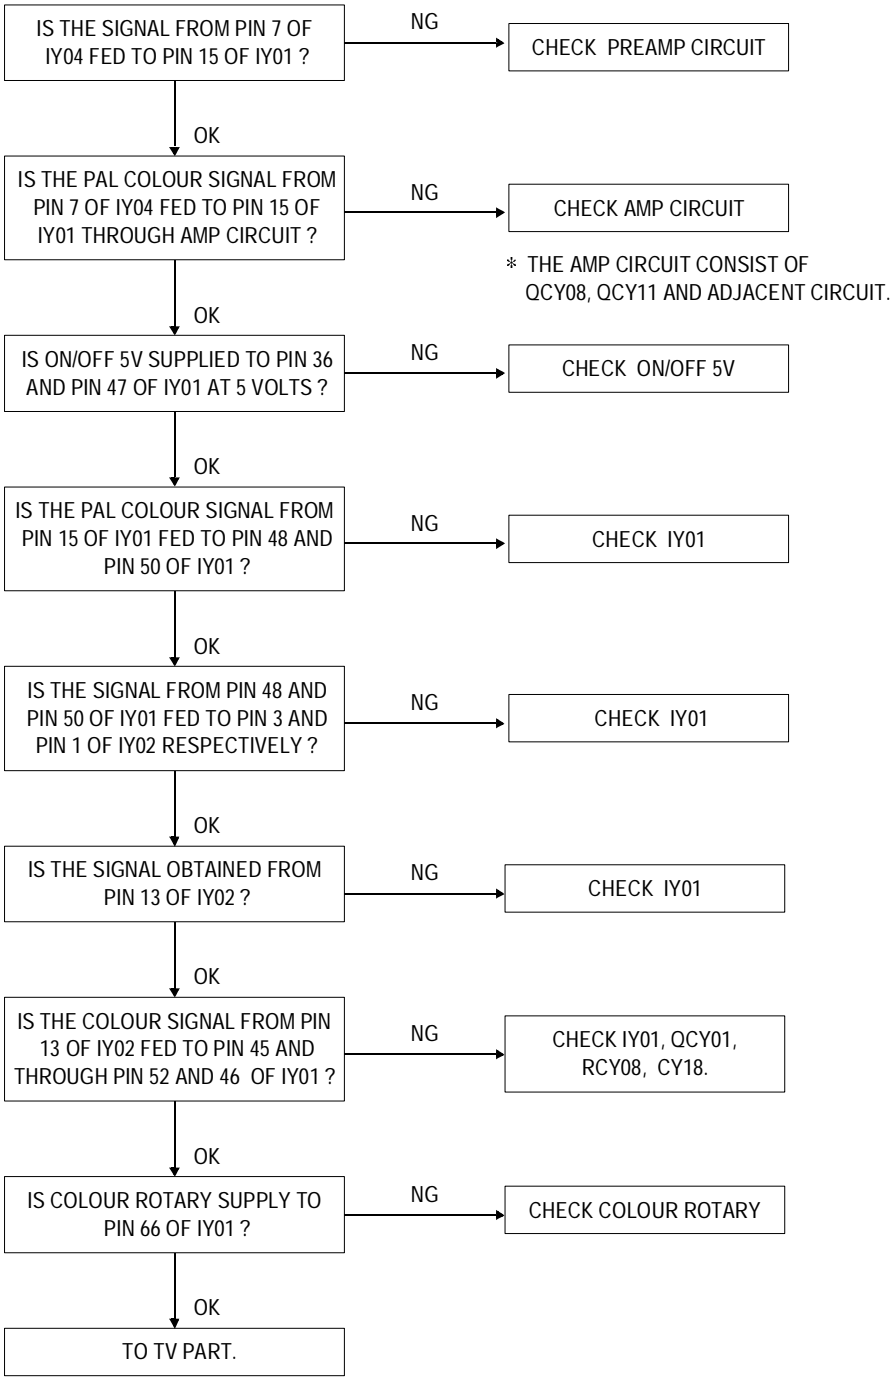 IS THE SIGNAL FROM PIN 7 OF
IY04 FED TO PIN 15 OF IY01 ?
NG
CHECK PREAMP CIRCUIT
OK
IS THE PAL COLOUR SIGNAL FROM
PIN 7 OF IY04 FED TO PIN 15 OF
IY01 THROUGH AMP CIRCUIT ?
NG
CHECK AMP CIRCUIT
* THE AMP CIRCUIT CONSIST OF
QCY08, QCY11 AND ADJACENT CIRCUIT.
OK
IS ON/OFF 5V SUPPLIED TO PIN 36
AND PIN 47 OF IY01 AT 5 VOLTS ?
NG
CHECK ON/OFF 5V
OK
IS THE PAL COLOUR SIGNAL FROM
PIN 15 OF IY01 FED TO PIN 48 AND
PIN 50 OF IY01 ?
NG
CHECK IY01
OK
IS THE SIGNAL FROM PIN 48 AND
PIN 50 OF IY01 FED TO PIN 3 AND
PIN 1 OF IY02 RESPECTIVELY ?
NG
CHECK IY01
OK
IS THE SIGNAL OBTAINED FROM
PIN 13 OF IY02 ?
NG
CHECK IY01
OK
IS THE COLOUR SIGNAL FROM PIN
13 OF IY02 FED TO PIN 45 AND
THROUGH PIN 52 AND 46 OF IY01 ?
NG
CHECK IY01, QCY01,
RCY08, CY18.
OK
IS COLOUR ROTARY SUPPLY TO
PIN 66 OF IY01 ?
NG
CHECK COLOUR ROTARY
OK
TO TV PART.